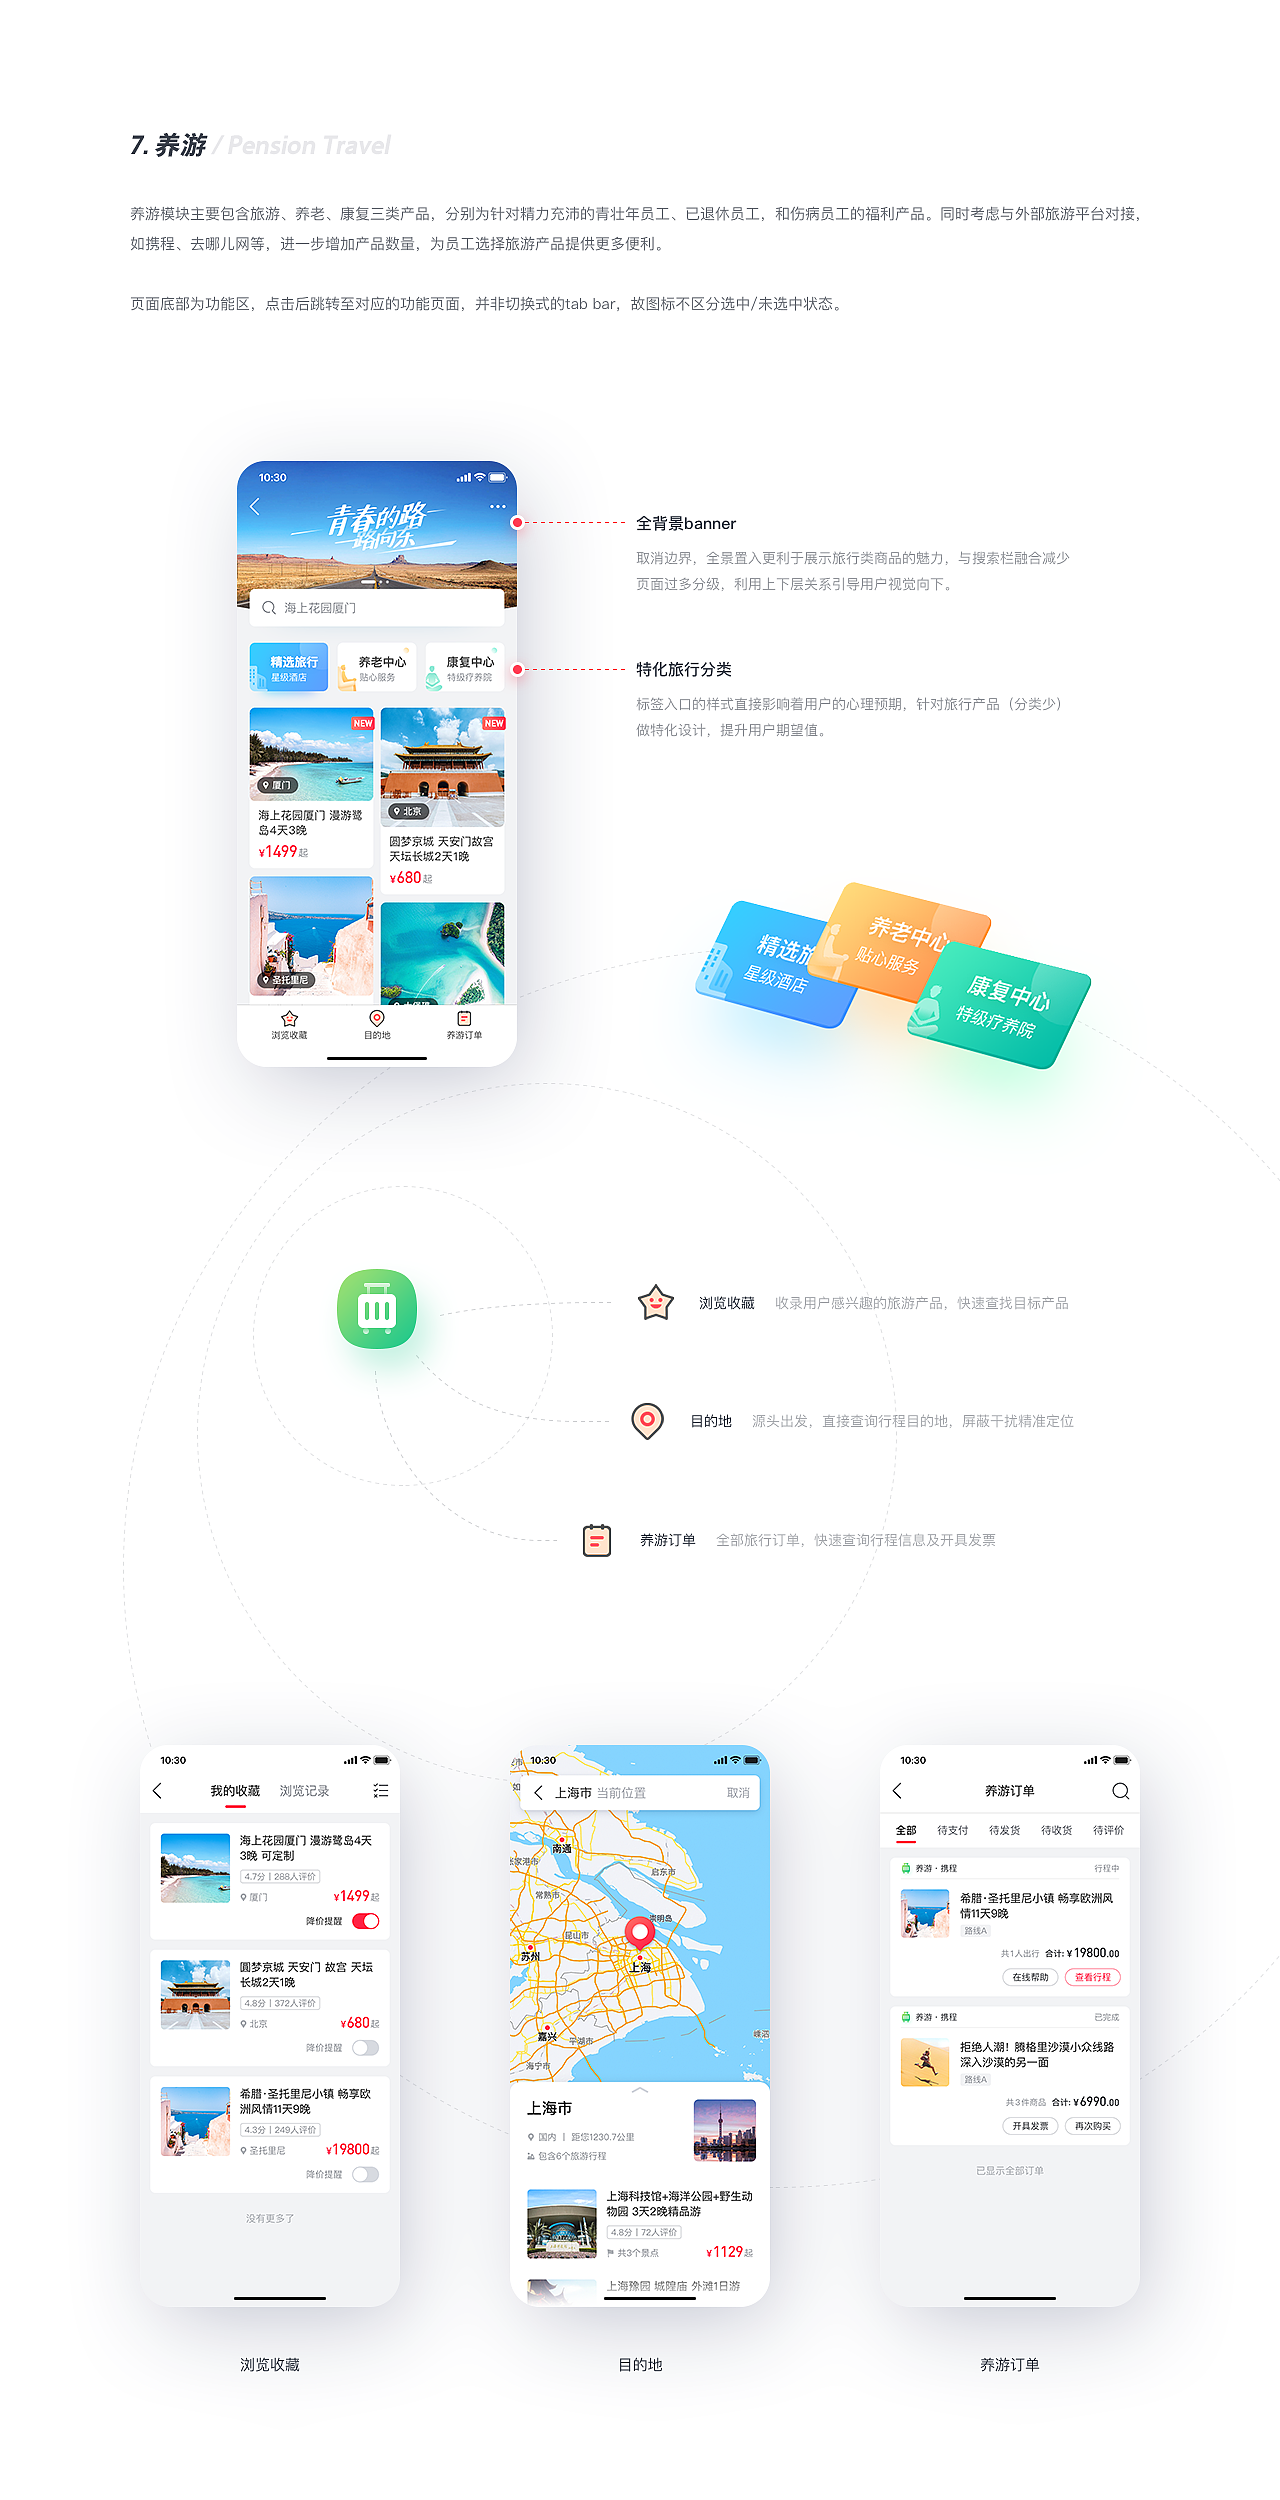 7. 养游 / Pension Travel
养游模块主要包含旅游、养老、康复三类产品，分别为针对精力充沛的青壮年员工、已退休员工，和伤病员工的福利产品。同时考虑与外部旅游平台对接，
如携程、去哪儿网等，进一步增加产品数量，为员工选择旅游产品提供更多便利。
页面底部为功能区，点击后跳转至对应的功能页面，并非切换式的tab bar，故图标不区分选中/未选中状态。
10:30
青春的路
一路向东
海上花园厦门
精选旅行
星级酒店
养老中心
贴心服务
康复中心
特级疗养院
NEW
厦门
海上花园厦门 漫游鹭
岛4天3晚
¥1499起
NEW
北京
圆梦京城 天安门故宫
天坛长城2天1晚
¥680起
圣托里尼
浏览收藏
目的地
养游订单
全背景banner
取消边界，全景置入更利于展示旅行类商品的魅力，与搜索栏融合减少
页面过多分级，利用上下层关系引导用户视觉向下。
特化旅行分类
标签入口的样式直接影响着用户的心理预期，针对旅行产品（分类少）
做特化设计，提升用户期望值。
精选旅
星级酒店
养老中心
贴心服务
康复中心
特级疗养院
浏览收藏 收录用户感兴趣的旅游产品，快速查找目标产品
目的地 源头出发，直接查询行程目的地，屏蔽干扰精准定位
养游订单 全部旅行订单，快速查询行程信息及开具发票
10:30
我的收藏 浏览记录
海上花园厦门 漫游鹭岛4天
3晚 可定制
4.7分 | 288人评价
厦门 ¥1499起
降价提醒
圆梦京城 天安门 故宫 天坛
长城2天1晚
4.8分 | 372人评价
北京 ¥680起
降价提醒
希腊·圣托里尼小镇 畅享欧
洲风情11天9晚
4.3分 | 249人评价
圣托里尼 ¥19800起
降价提醒
没有更多了
浏览收藏
10:30
上海市 当前位置 取消
南通
张家港市
启东市
常熟市
崇明岛
昆山市
苏州
上海
嘉兴
平湖市
海宁市
嵊泗
上海市
国内 | 距您1230.7公里
包含6个旅游行程
上海科技馆+海洋公园+野生动
物园 3天2晚精品游
4.8分 | 72人评价
共3个景点 ¥1129起
上海豫园 城隍庙 外滩1日游
目的地
10:30
养游订单
全部 待支付 待发货 待收货 待评价
养游 · 携程 行程中
希腊·圣托里尼小镇 畅享欧洲风
情11天9晚
路线A
共1人出行 合计: ¥19800.00
在线帮助 查看行程
养游 · 携程 已完成
拒绝人潮！腾格里沙漠小众线路
深入沙漠的另一面
路线A
共3件商品 合计: ¥6990.00
开具发票 再次购买
已显示全部订单
养游订单